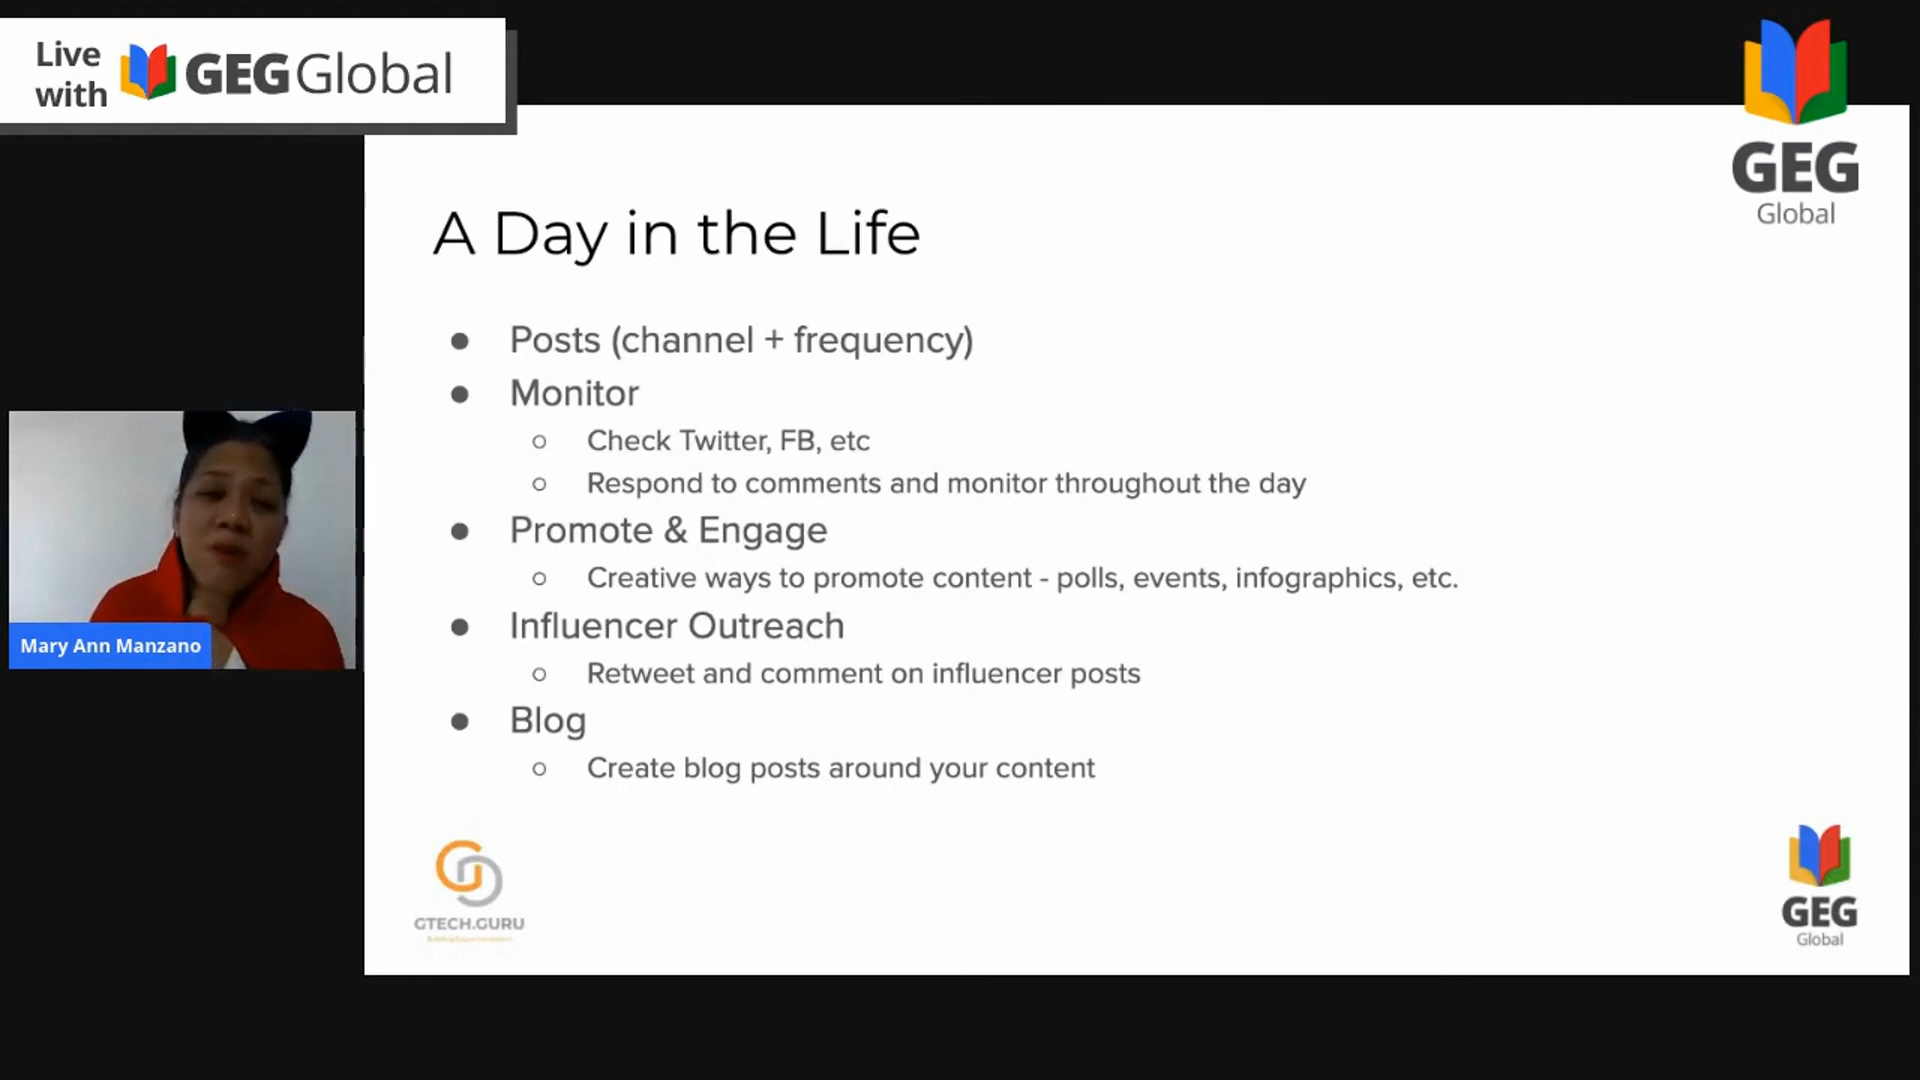 Live
with
GEG Global
GEG
Global
A Day in the Life
● Posts (channel + frequency)
● Monitor
○ Check Twitter, FB, etc
○ Respond to comments and monitor throughout the day
● Promote & Engage
○ Creative ways to promote content - polls, events, infographics, etc.
● Influencer Outreach
○ Retweet and comment on influencer posts
● Blog
○ Create blog posts around your content
Mary Ann Manzano
GTECH.GURU
GEG
Global